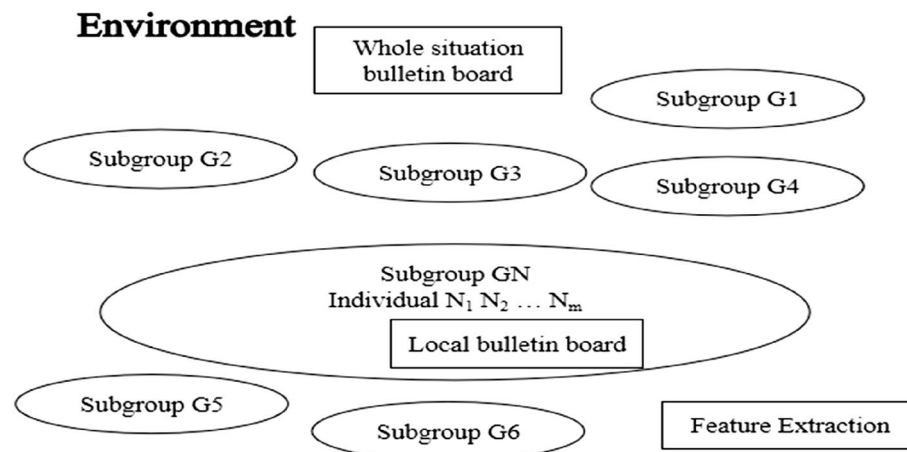 Environment
Whole situation
bulletin board
Subgroup G1
Subgroup G2
Subgroup G3
Subgroup G4
Subgroup GN
Individual N₁ N₂ … Nₘ
Local bulletin board
Subgroup G5
Subgroup G6
Feature Extraction